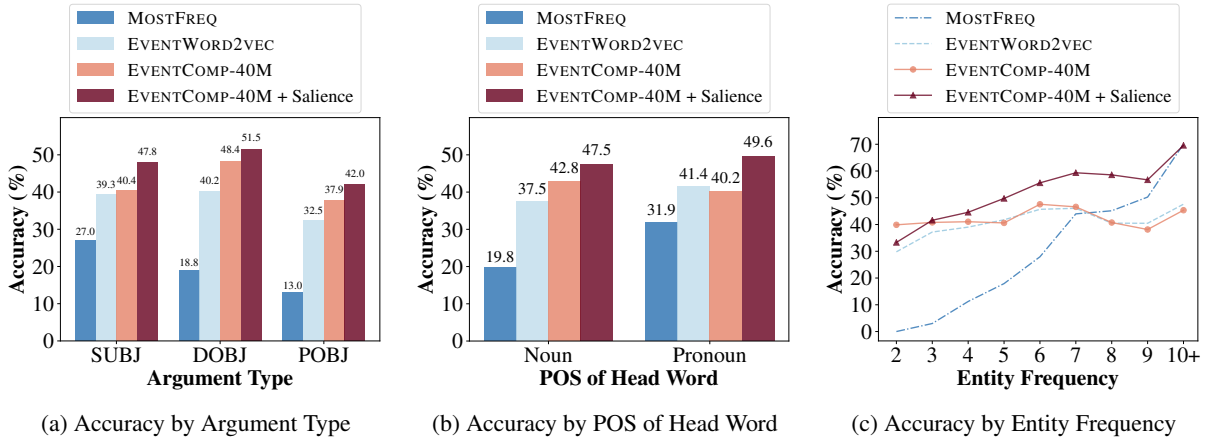 MOSTFREQ
EVENTWORD2VEC
EVENTCOMP-40M
EVENTCOMP-40M + Salience
Accuracy (%)
50
40
30
20
10
0
27.0 39.3 40.4 47.8
18.8 40.2 48.4 51.5
13.0 32.5 37.9 42.0
SUBJ DOBJ POBJ
Argument Type
(a) Accuracy by Argument Type
MOSTFREQ
EVENTWORD2VEC
EVENTCOMP-40M
EVENTCOMP-40M + Salience
Accuracy (%)
50
40
30
20
10
0
19.8 37.5 42.8 47.5
31.9 41.4 40.2 49.6
Noun Pronoun
POS of Head Word
(b) Accuracy by POS of Head Word
MOSTFREQ
EVENTWORD2VEC
EVENTCOMP-40M
EVENTCOMP-40M + Salience
Accuracy (%)
70
60
50
40
30
20
10
0
2 3 4 5 6 7 8 9 10+
Entity Frequency
(c) Accuracy by Entity Frequency